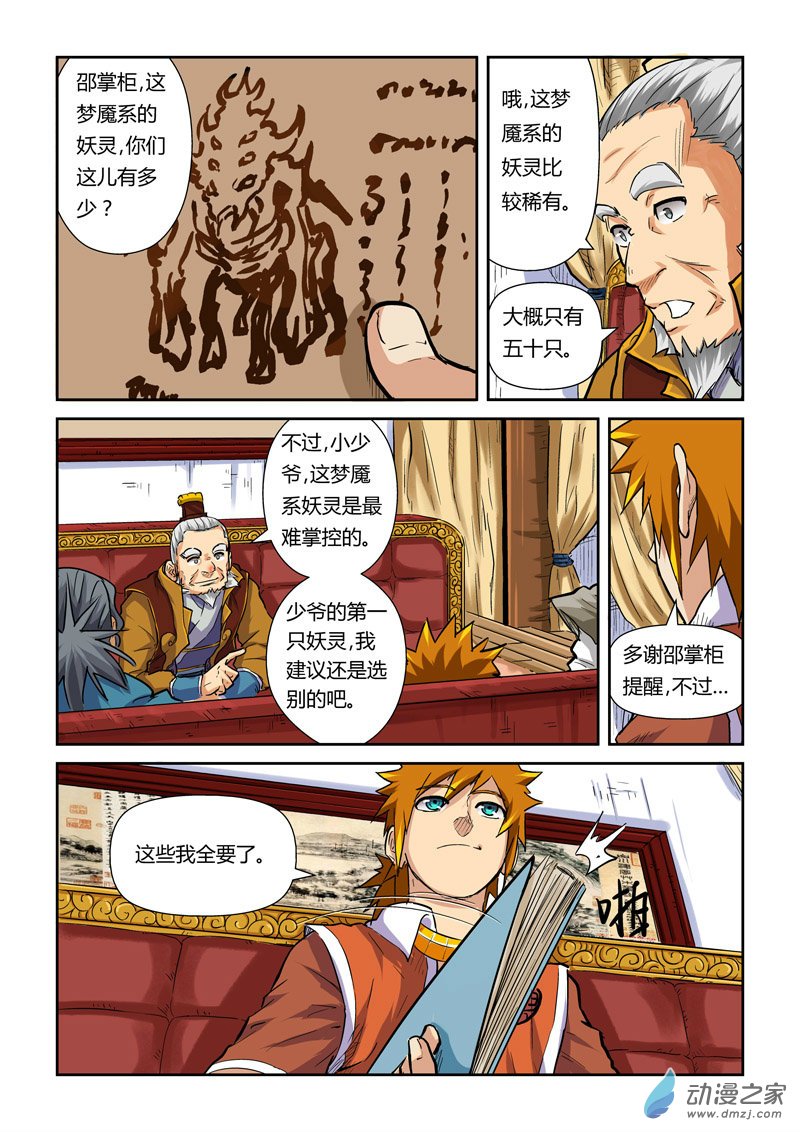 邵掌柜,这
梦魇系的
妖灵,你们
这儿有多
少？
哦,这梦
魇系的
妖灵比
较稀有。
大概只有
五十只。
不过,小少
爷,这梦魇
系妖灵是最
难掌控的。
少爷的第一
只妖灵,我
建议还是选
别的吧。
多谢邵掌柜
提醒,不过...
这些我全要了。
啪
动漫之家
www.dmzj.com